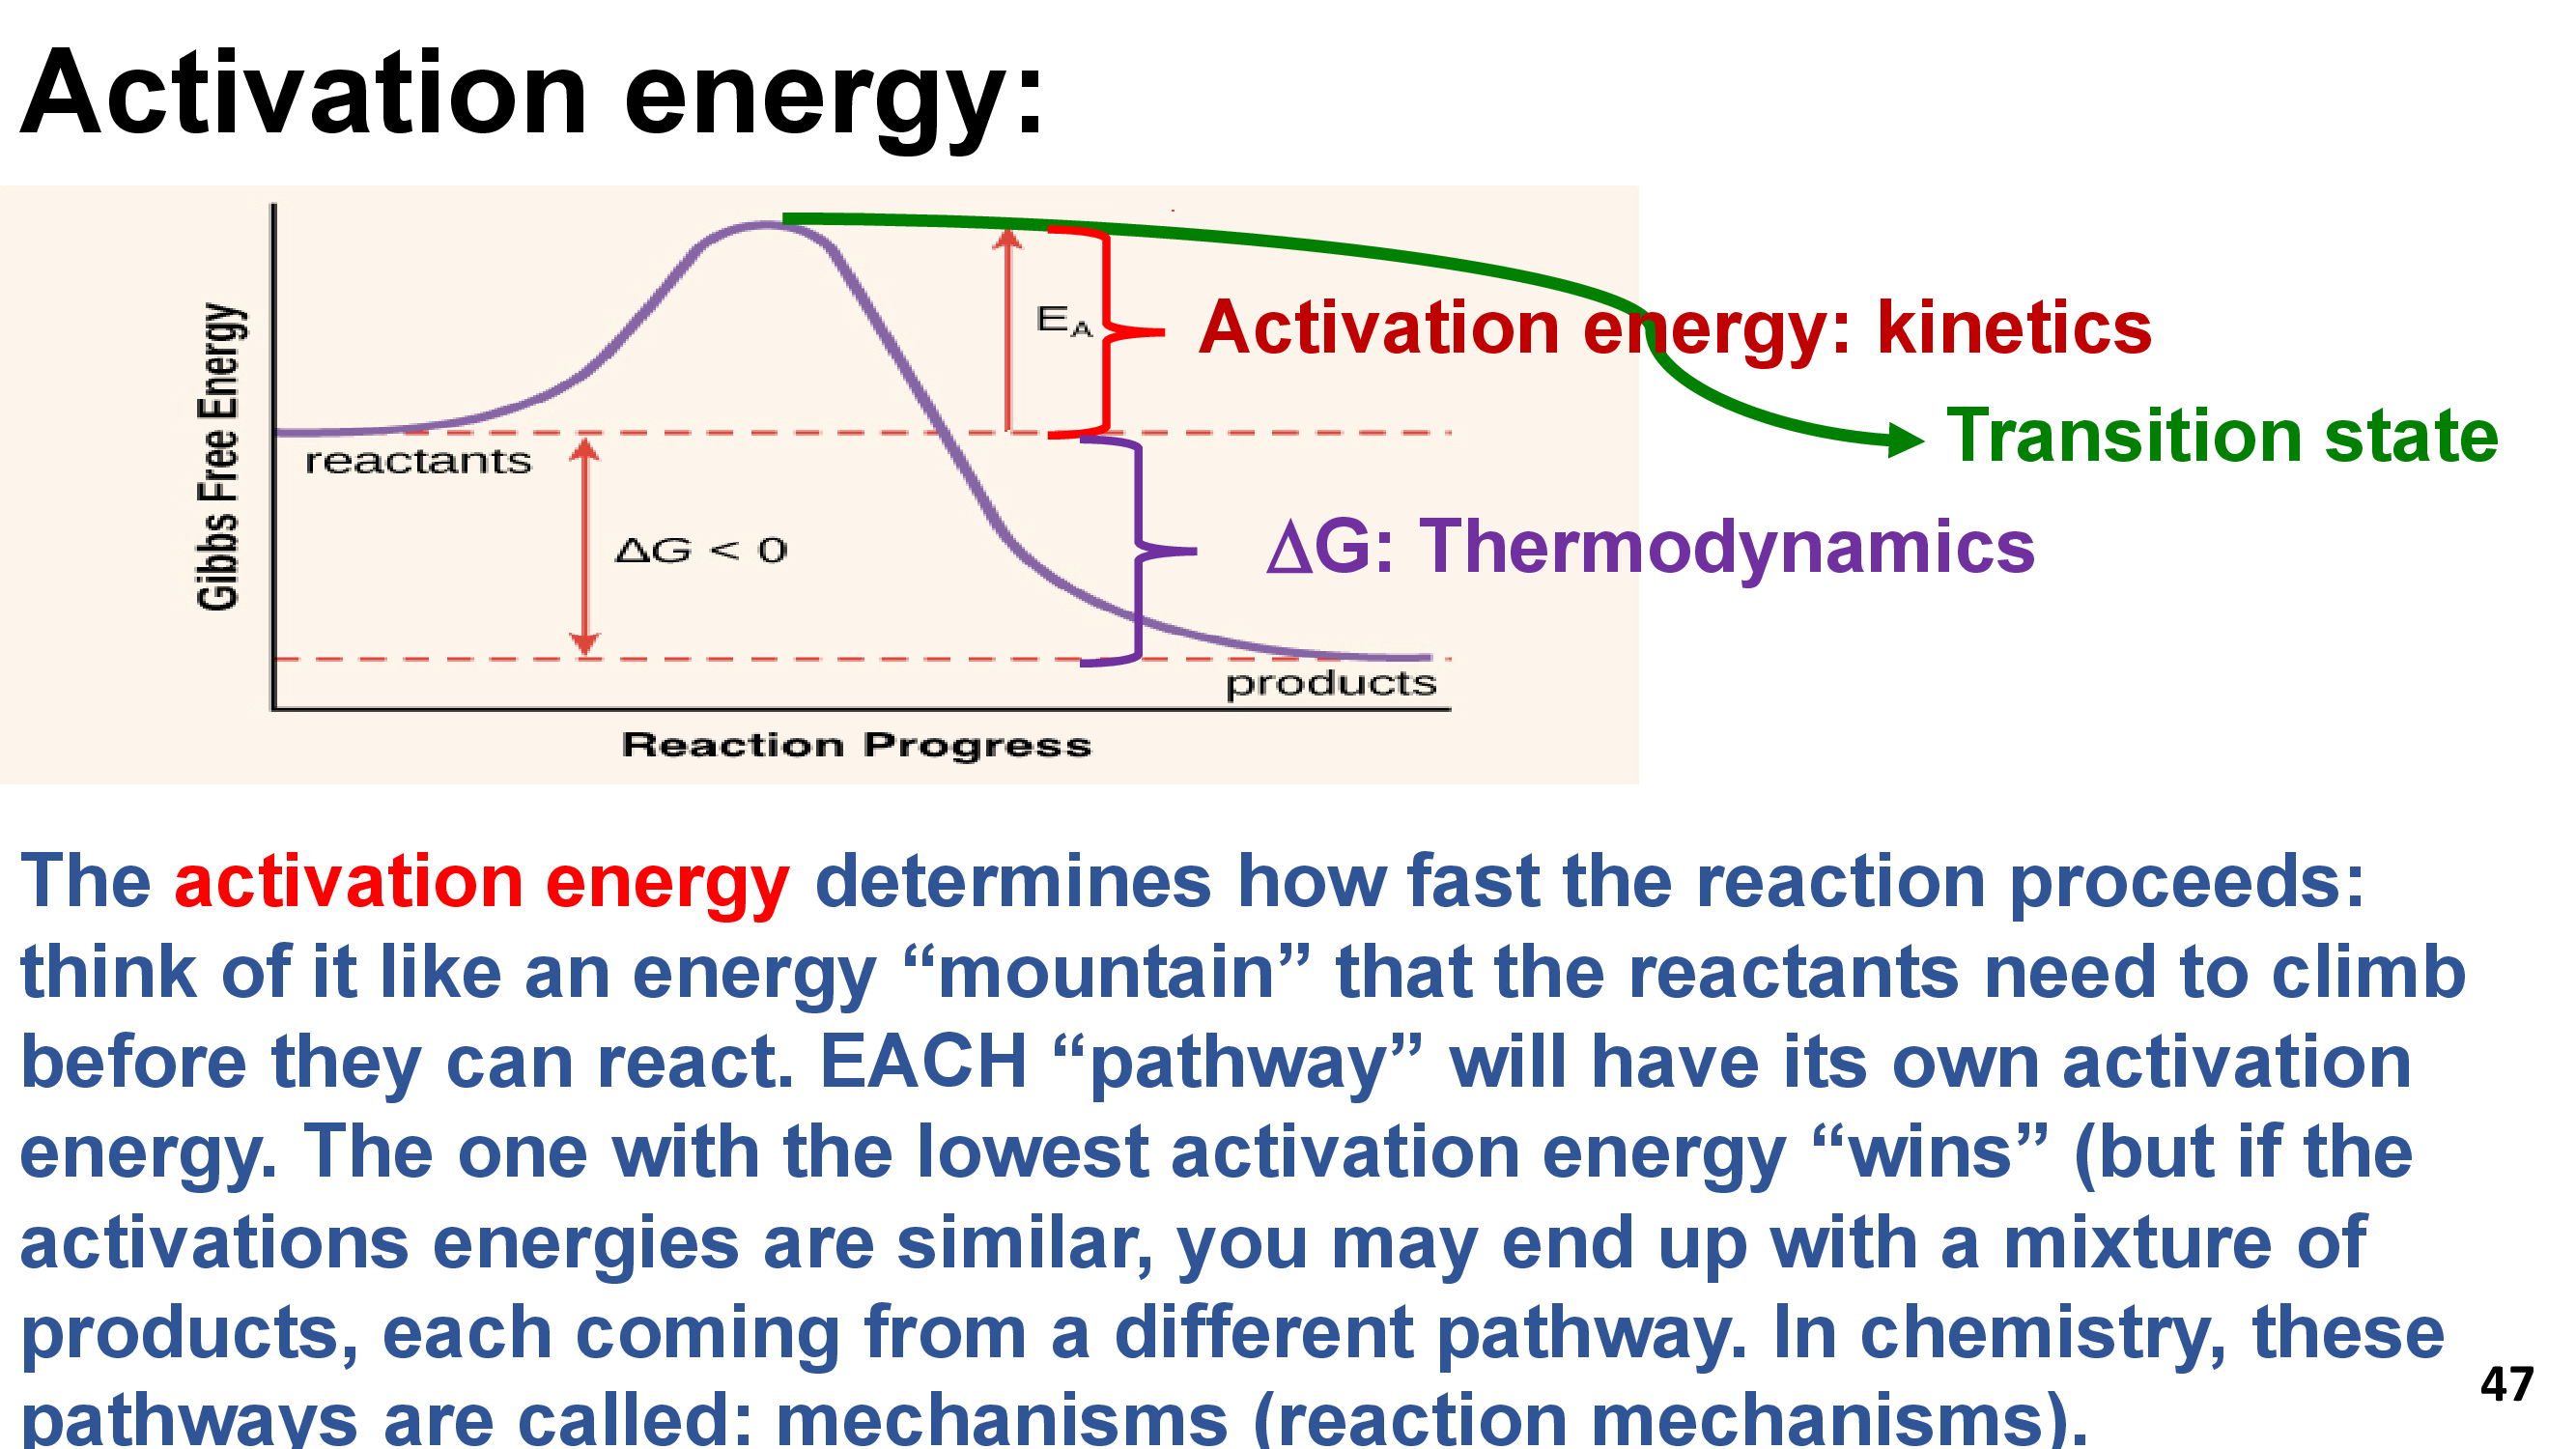 Activation energy:
Gibbs Free Energy
E_A
Activation energy: kinetics
reactants
Transition state
ΔG < 0
ΔG: Thermodynamics
products
Reaction Progress
The activation energy determines how fast the reaction proceeds:
think of it like an energy “mountain” that the reactants need to climb
before they can react. EACH “pathway” will have its own activation
energy. The one with the lowest activation energy “wins” (but if the
activations energies are similar, you may end up with a mixture of
products, each coming from a different pathway. In chemistry, these
pathways are called: mechanisms (reaction mechanisms).
47